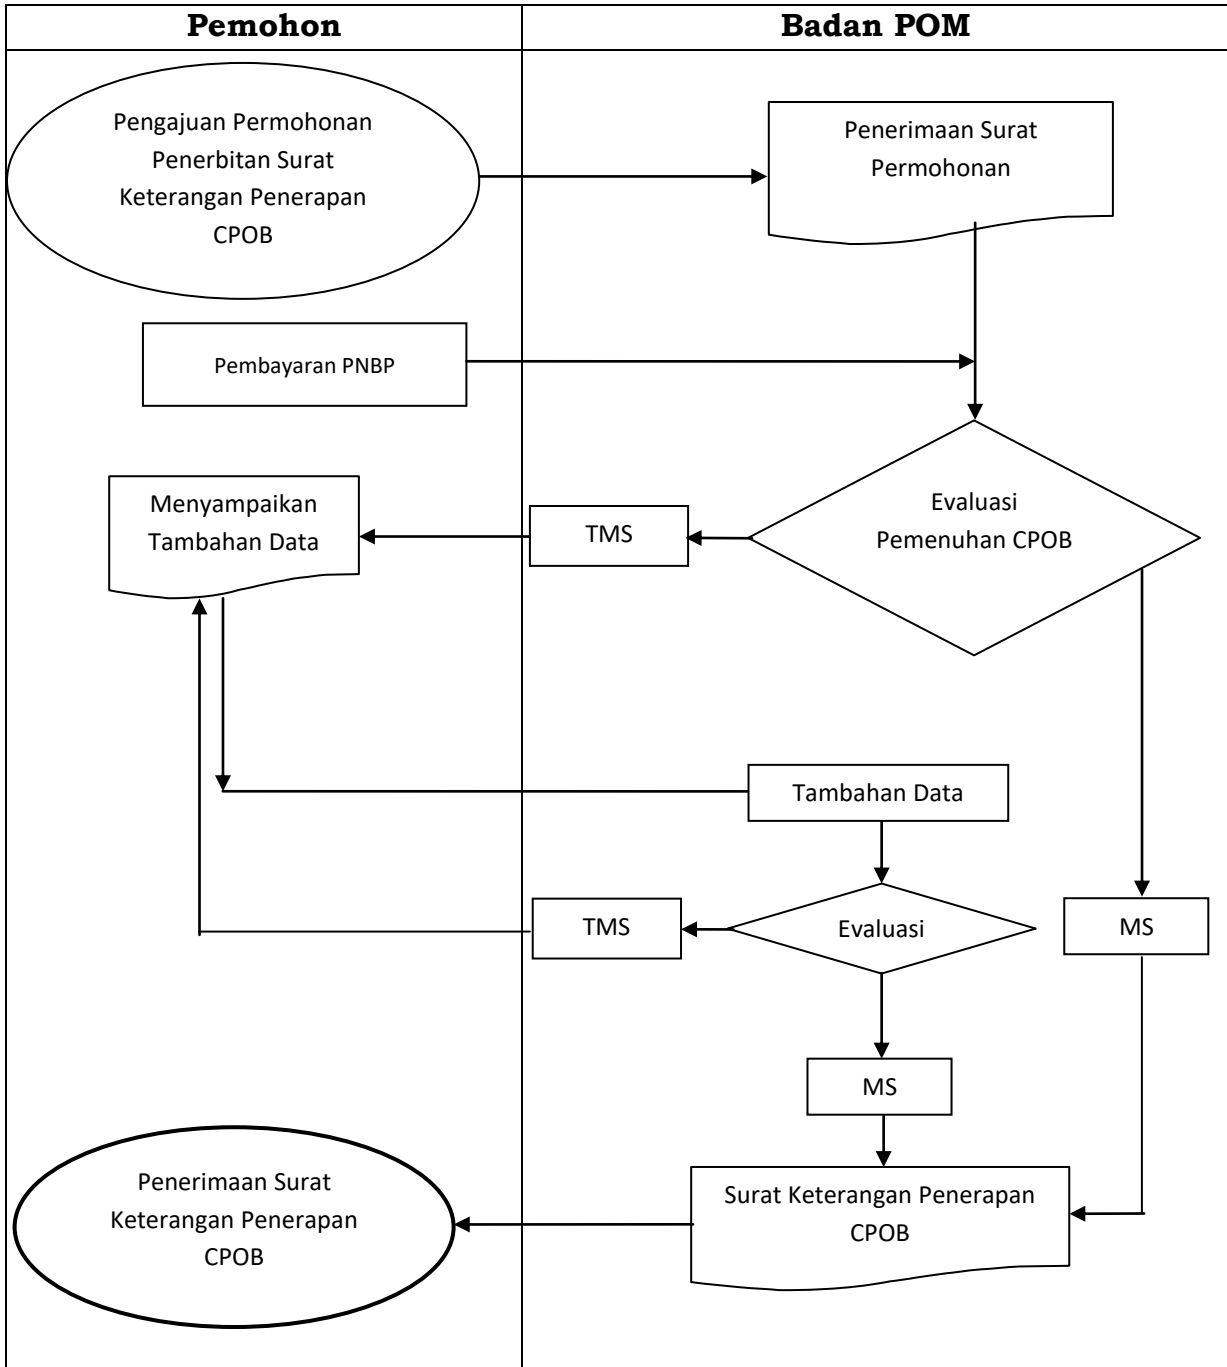 Pemohon
Badan POM
Pengajuan Permohonan
Penerbitan Surat
Keterangan Penerapan
CPOB
Penerimaan Surat
Permohonan
Pembayaran PNBP
Menyampaikan
Tambahan Data
TMS
Evaluasi
Pemenuhan CPOB
Tambahan Data
TMS
Evaluasi
MS
MS
Penerimaan Surat
Keterangan Penerapan
CPOB
Surat Keterangan Penerapan
CPOB